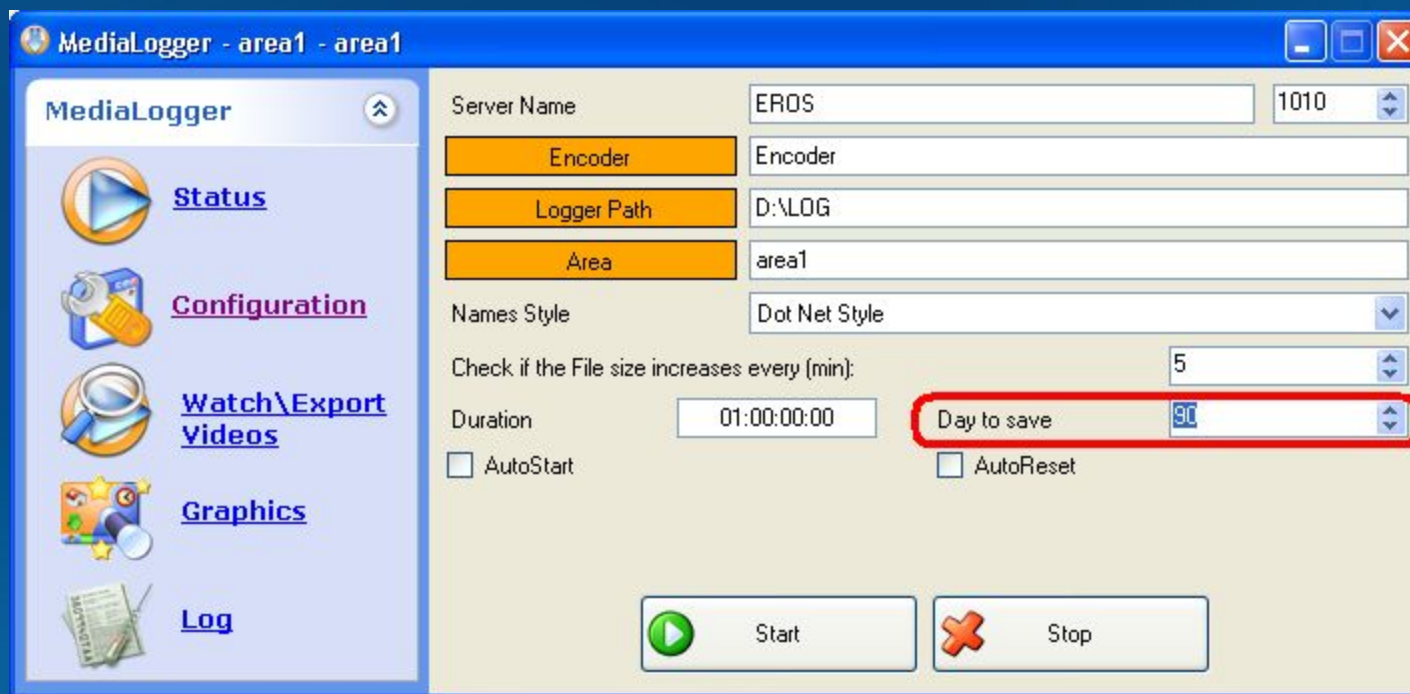 MediaLogger - area1 - area1
MediaLogger
Status
Configuration
Watch\Export
Videos
Graphics
Log
Server Name EROS 1010
Encoder Encoder
Logger Path D:\LOG
Area area1
Names Style Dot Net Style
Check if the File size increases every (min): 5
Duration 01:00:00:00 Day to save 90
AutoStart AutoReset
Start Stop